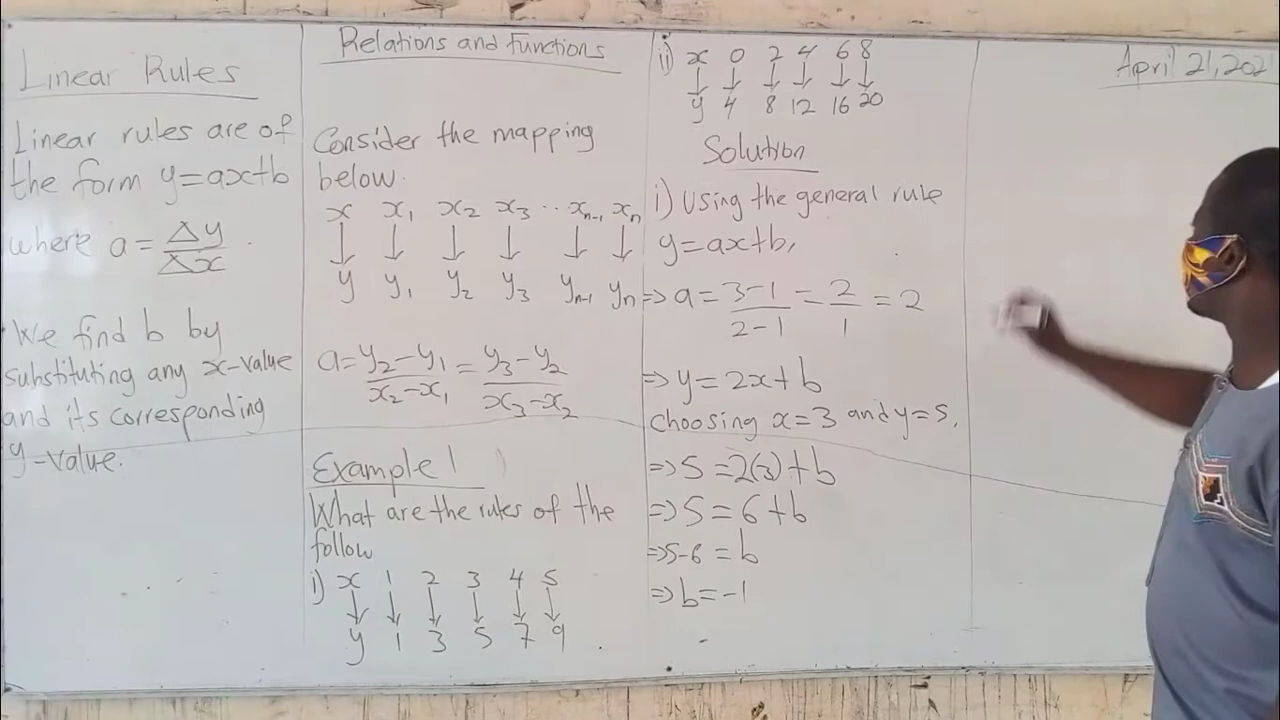 Linear Rules
Linear rules are of
the form y=ax+b
where a = Δy/Δx .
We find b by
substituting any x-value
and its corresponding
y-value.
Relations and Functions
Consider the mapping
below.
x x₁ x₂ x₃ ... xₙ₋₁ xₙ
↓ ↓ ↓ ↓ ↓ ↓
y y₁ y₂ y₃ yₙ₋₁ yₙ
a = (y₂-y₁)/(x₂-x₁) = (y₃-y₂)/(x₃-x₂)
Example 1
What are the rules of the
follow
i) x 1 2 3 4 5
↓ ↓ ↓ ↓ ↓ ↓
y 1 3 5 7 9
ii) x 0 2 4 6 8
↓ ↓ ↓ ↓ ↓ ↓
y 4 8 12 16 20
Solution
i) Using the general rule
y=ax+b,
⇒ a = (3-1)/(2-1) = 2/1 = 2
⇒ y = 2x+b
choosing x=3 and y=5,
⇒ 5 = 2(3)+b
⇒ 5 = 6+b
⇒ 5-6 = b
⇒ b = -1
April 21, 202